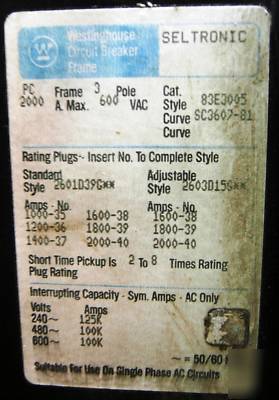 Westinghouse
Circuit Breaker
Frame
SELTRONIC
PC
2000
Frame 3 Pole
A. Max. 600 VAC
Cat.
Style 83E3005
Curve SC3607-81
Curve
Rating Plugs~ Insert No. To Complete Style
Standard
Style 2601D39G**
Adjustable
2603D15G**
Amps - No.
Amps - No.
1000-35 1600-38 1600-38
1200-36 1800-39 1800-39
1400-37 2000-40 2000-40
Short Time Pickup Is 2 To 8 Times Rating
Plug Rating
Interrupting Capacity - Sym. Amps - AC Only
Volts Amps
240~ 125K
480~ 100K
600~ 100K
~ = 50/60
Suitable For Use On Single Phase AC Circuits